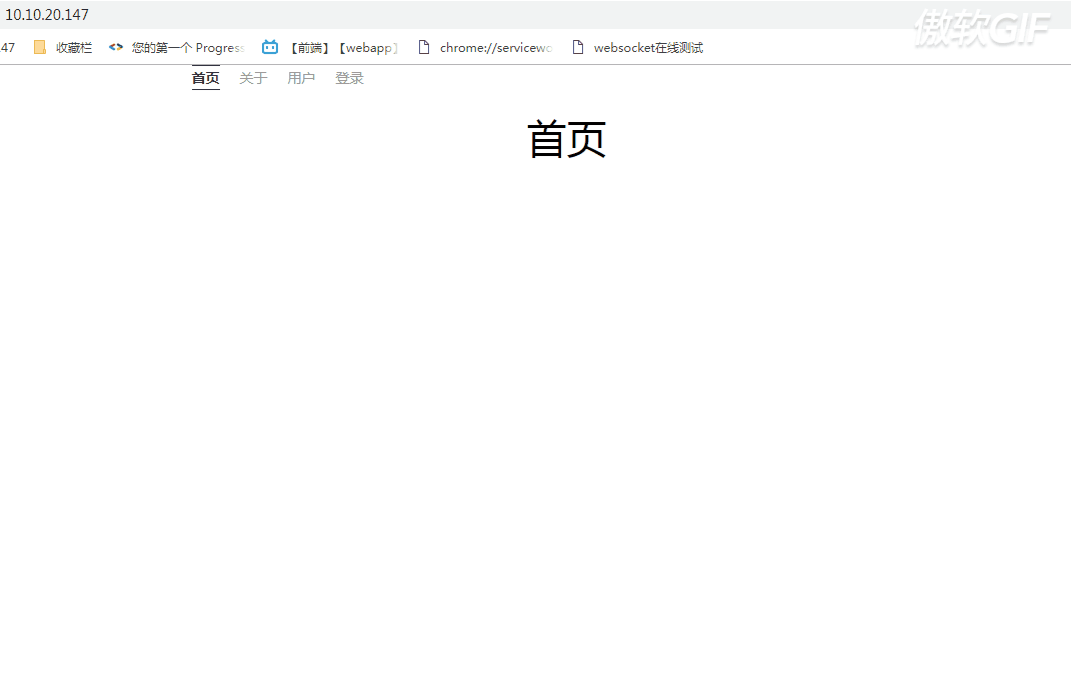 10.10.20.147
傲软GIF
47 收藏栏 您的第一个 Progress 【前端】【webapp】 chrome://servicewo websocket在线测试
首页 关于 用户 登录
首页